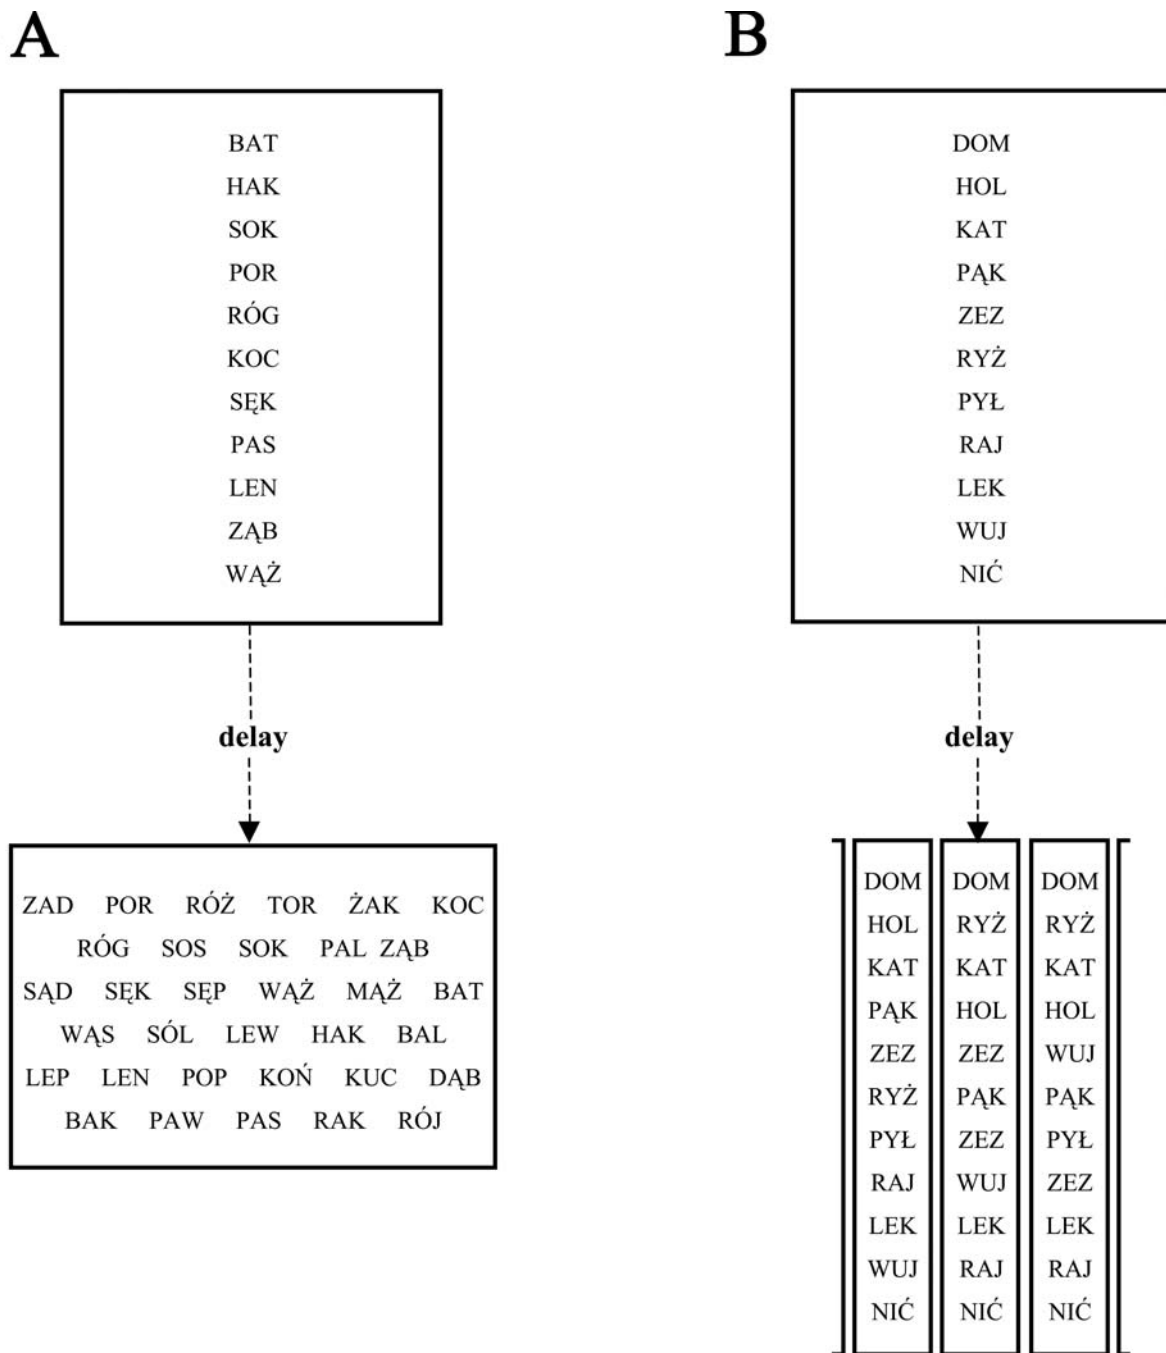 A
BAT
HAK
SOK
POR
RÓG
KOC
SĘK
PAS
LEN
ZĄB
WĄŻ
delay
ZAD POR RÓŻ TOR ŻAK KOC
RÓG SOS SOK PAL ZĄB
SĄD SĘK SĘP WĄŻ MĄŻ BAT
WĄS SÓL LEW HAK BAL
LEP LEN POP KOŃ KUC DĄB
BAK PAW PAS RAK RÓJ
B
DOM
HOL
KAT
PĄK
ZEZ
RYŻ
PYŁ
RAJ
LEK
WUJ
NIĆ
delay
DOM DOM DOM
HOL RYŻ RYŻ
KAT KAT KAT
PĄK HOL HOL
ZEZ ZEZ WUJ
RYŻ PĄK PĄK
PYŁ ZEZ PYŁ
RAJ WUJ ZEZ
LEK LEK LEK
WUJ RAJ RAJ
NIĆ NIĆ NIĆ